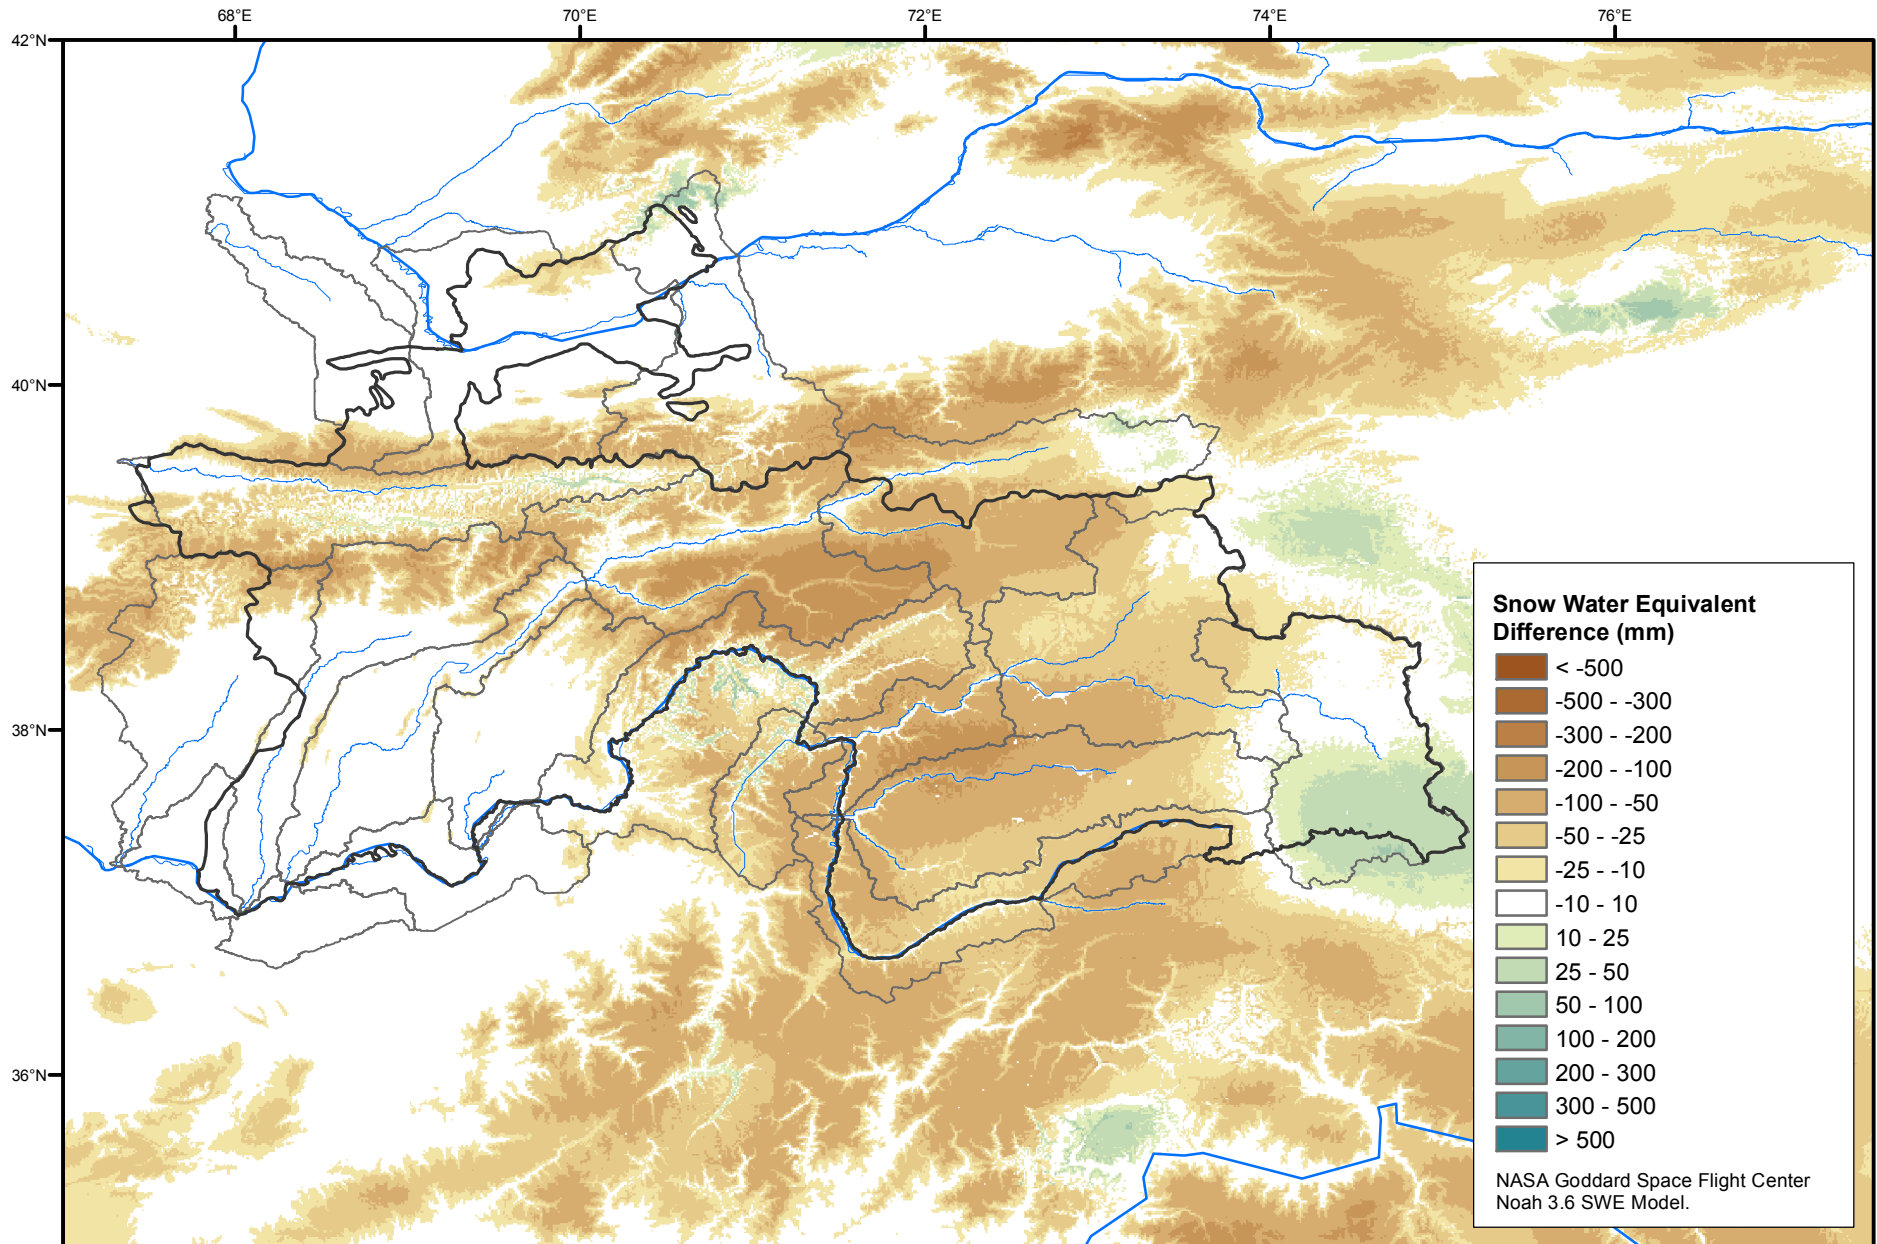 68°E 70°E 72°E 74°E 76°E
42°N
40°N
38°N
36°N
Snow Water Equivalent
Difference (mm)
< -500
-500 - -300
-300 - -200
-200 - -100
-100 - -50
-50 - -25
-25 - -10
-10 - 10
10 - 25
25 - 50
50 - 100
100 - 200
200 - 300
300 - 500
> 500
NASA Goddard Space Flight Center
Noah 3.6 SWE Model.